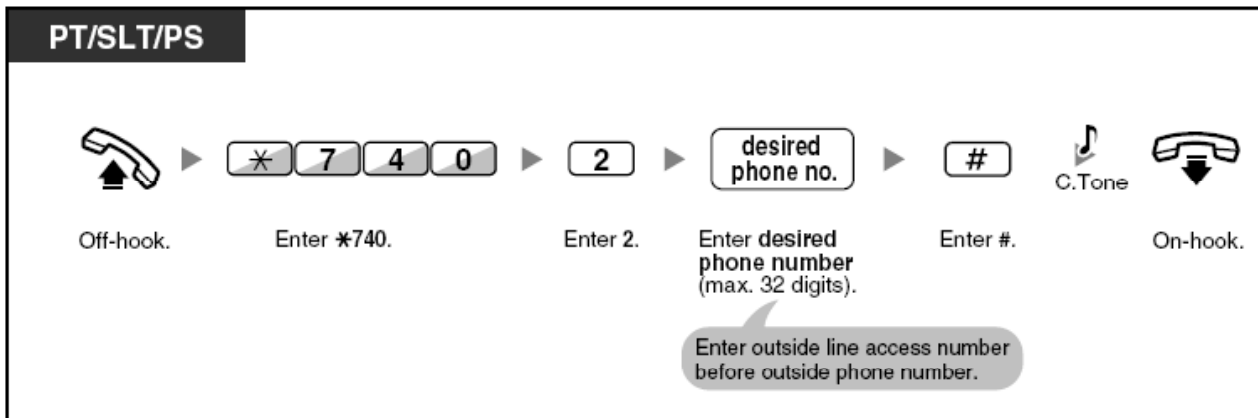 PT/SLT/PS
* 7 4 0 2 desired phone no. #
C.Tone
Off-hook. Enter *740. Enter 2. Enter desired phone number (max. 32 digits). Enter #. On-hook.
Enter outside line access number
before outside phone number.